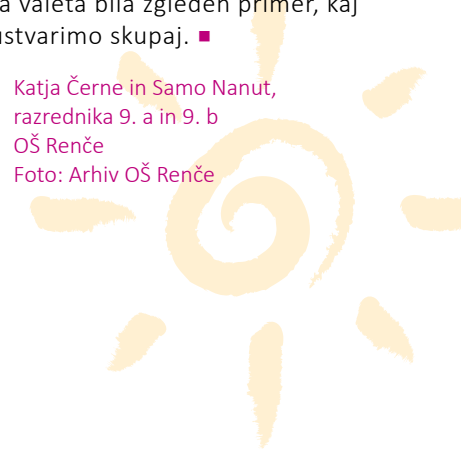 a valeta bila zgleden primer, kaj
ustvarimo skupaj. ■
Katja Černe in Samo Nanut,
razrednika 9. a in 9. b
OŠ Renče
Foto: Arhiv OŠ Renče